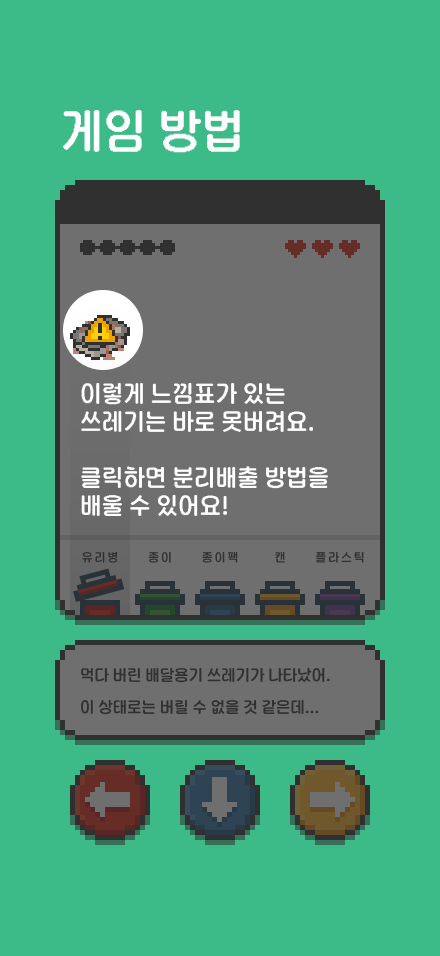 게임 방법
이렇게 느낌표가 있는
쓰레기는 바로 못버려요.
클릭하면 분리배출 방법을
배울 수 있어요!
유리병 종이 종이팩 캔 플라스틱
먹다 버린 배달용기 쓰레기가 나타났어.
이 상태로는 버릴 수 없을 것 같은데...